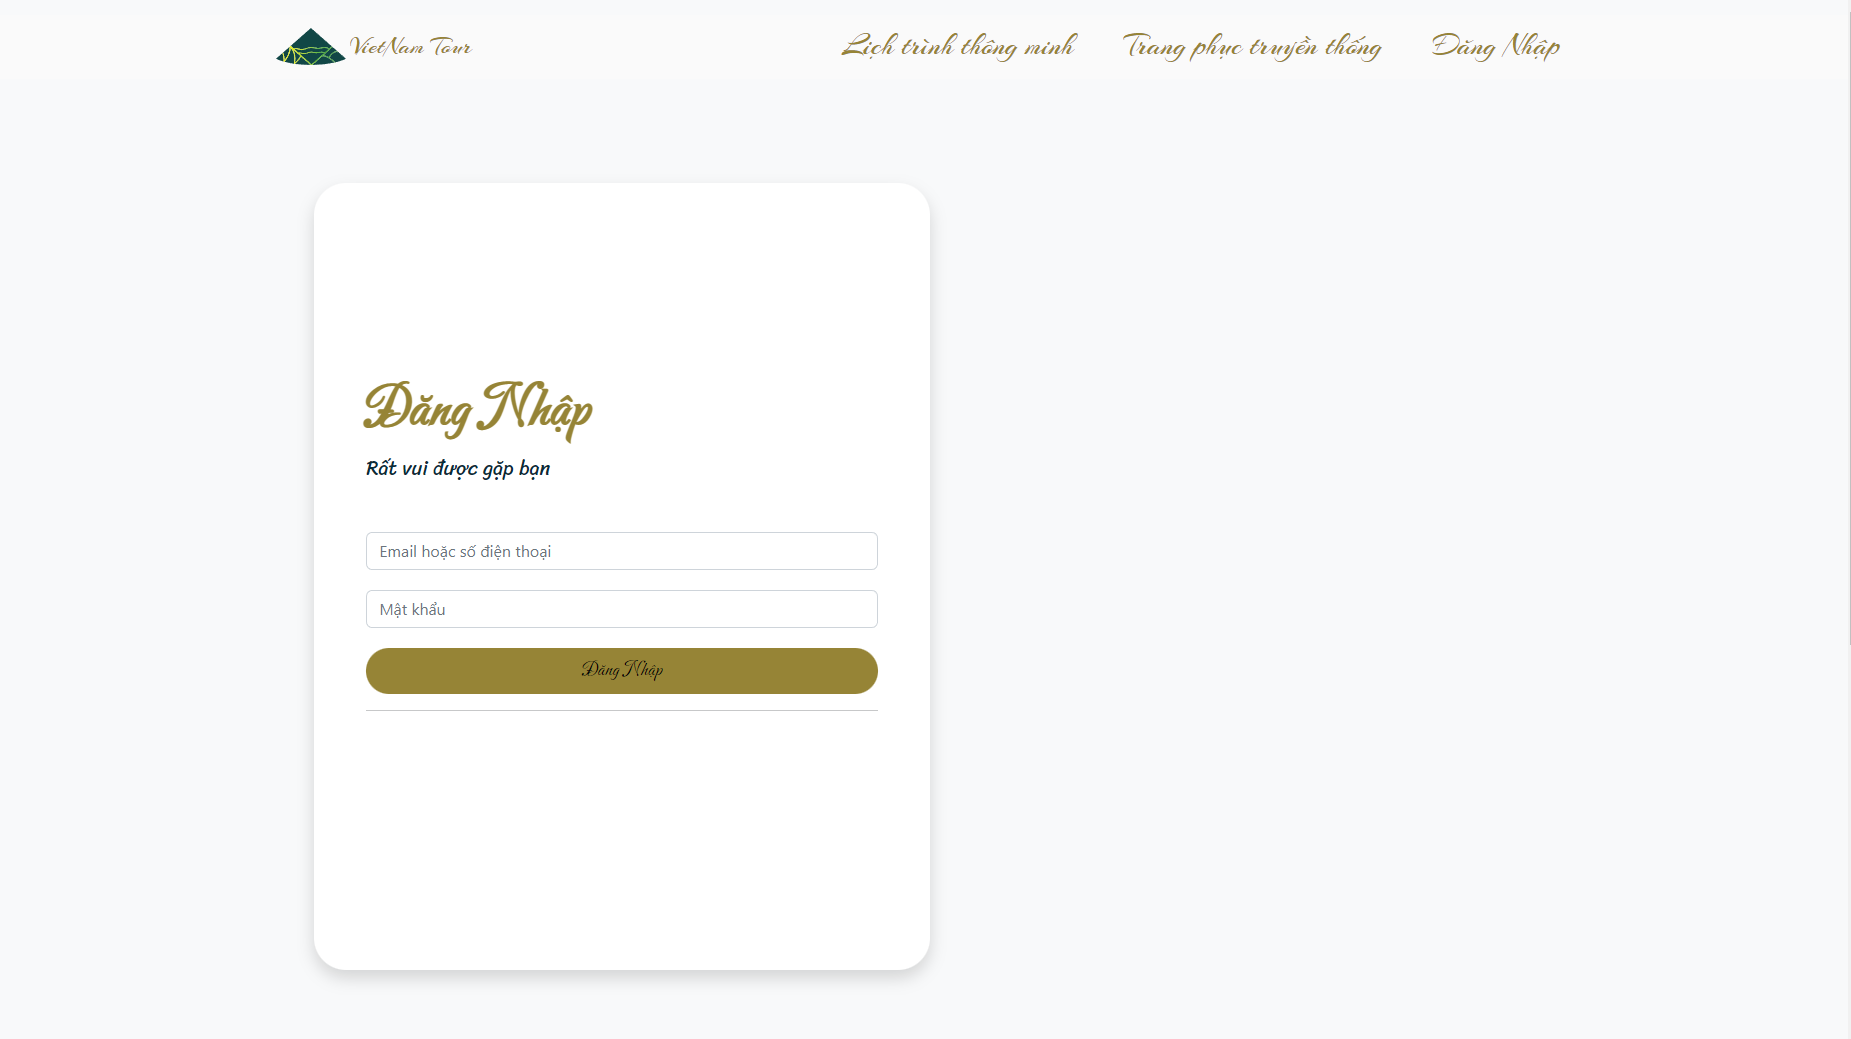 VietNam Tour
Lịch trình thông minh
Trang phục truyền thống
Đăng Nhập
Đăng Nhập
Rất vui được gặp bạn
Email hoặc số điện thoại
Mật khẩu
Đăng Nhập